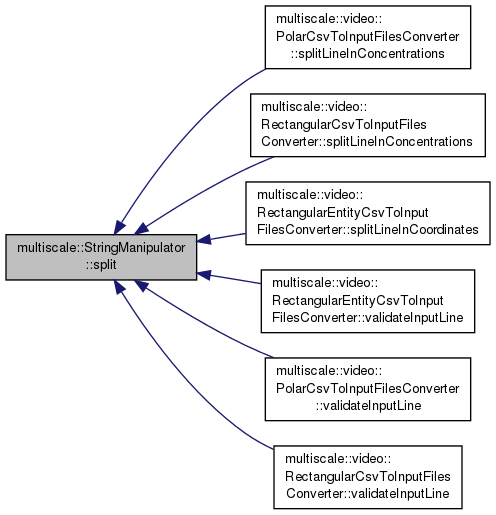 multiscale::video::
PolarCsvToInputFilesConverter
::splitLineInConcentrations
multiscale::video::
RectangularCsvToInputFiles
Converter::splitLineInConcentrations
multiscale::video::
RectangularEntityCsvToInput
FilesConverter::splitLineInCoordinates
multiscale::StringManipulator
::split
multiscale::video::
RectangularEntityCsvToInput
FilesConverter::validateInputLine
multiscale::video::
PolarCsvToInputFilesConverter
::validateInputLine
multiscale::video::
RectangularCsvToInputFiles
Converter::validateInputLine